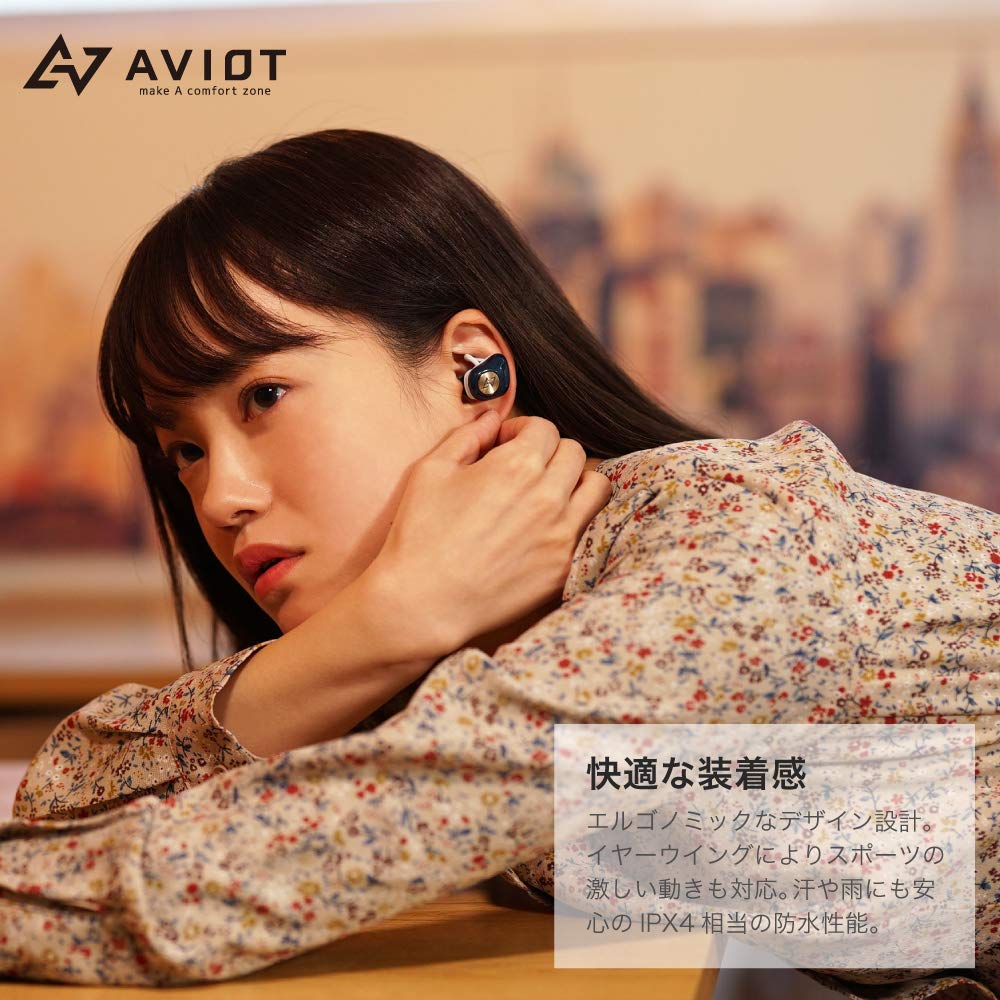 AVIOT
make A comfort zone
快適な装着感
エルゴノミックなデザイン設計。
イヤーウイングによりスポーツの
激しい動きも対応。汗や雨にも安
心の IPX4 相当の防水性能。